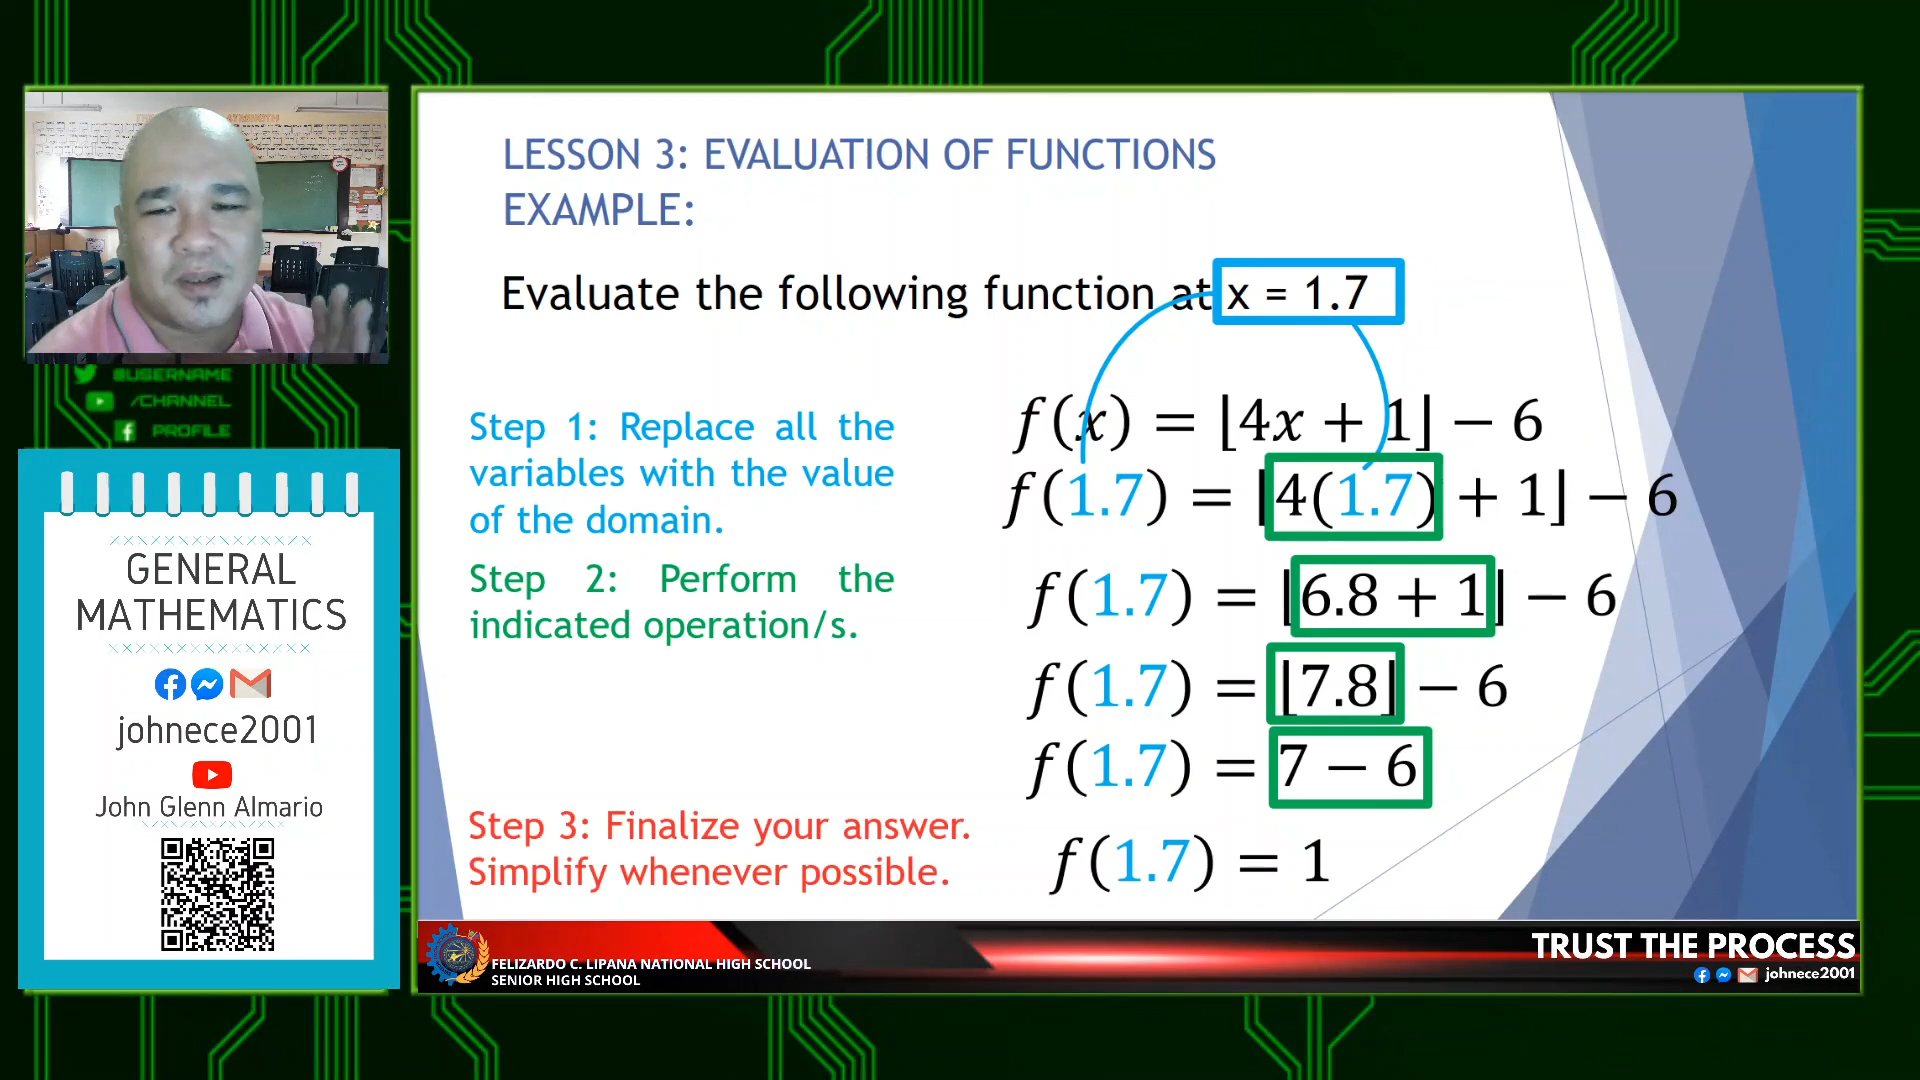 LESSON 3: EVALUATION OF FUNCTIONS
EXAMPLE:
Evaluate the following function at x = 1.7
Step 1: Replace all the
variables with the value
of the domain.
Step 2: Perform the
indicated operation/s.
Step 3: Finalize your answer.
Simplify whenever possible.
f(x) = ⌊4x + 1⌋ − 6
f(1.7) = ⌊4(1.7) + 1⌋ − 6
f(1.7) = ⌊6.8 + 1⌋ − 6
f(1.7) = ⌊7.8⌋ − 6
f(1.7) = 7 − 6
f(1.7) = 1
@USERNAME
/CHANNEL
PROFILE
GENERAL
MATHEMATICS
johnece2001
John Glenn Almario
FELIZARDO C. LIPANA NATIONAL HIGH SCHOOL
SENIOR HIGH SCHOOL
TRUST THE PROCESS
johnece2001